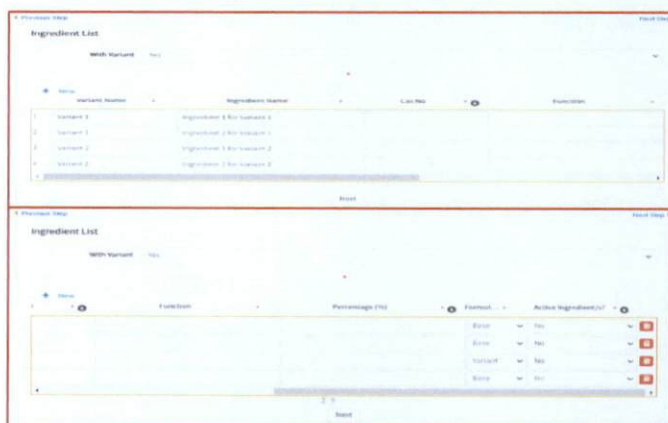 Previous Step
Next Step
Ingredient List
With Variant
+ New
Variant Name
Ingredient Name
Cas No
Function
1 Variant 1 Ingredient 1 for Variant 1
2 Variant 1 Ingredient 2 for Variant 1
3 Variant 2 Ingredient 1 for Variant 2
4 Variant 2 Ingredient 2 for Variant 2
Next
Previous Step
Next Step
Ingredient List
With Variant
+ New
Function
Percentage (%)
Format...
Active Ingredient(s)?
Base No
Base No
Variant No
Base No
Next